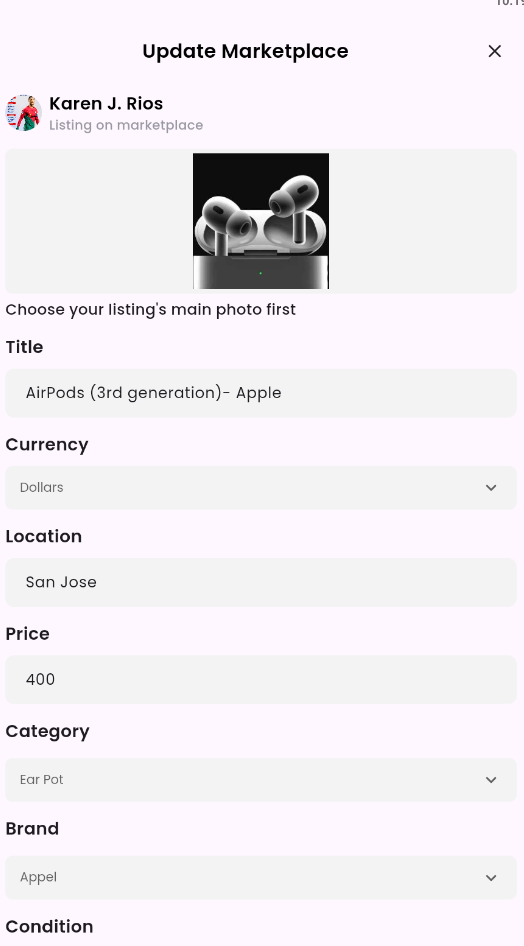 Update Marketplace
Karen J. Rios
Listing on marketplace
Choose your listing's main photo first
Title
AirPods (3rd generation)- Apple
Currency
Dollars
Location
San Jose
Price
400
Category
Ear Pot
Brand
Appel
Condition